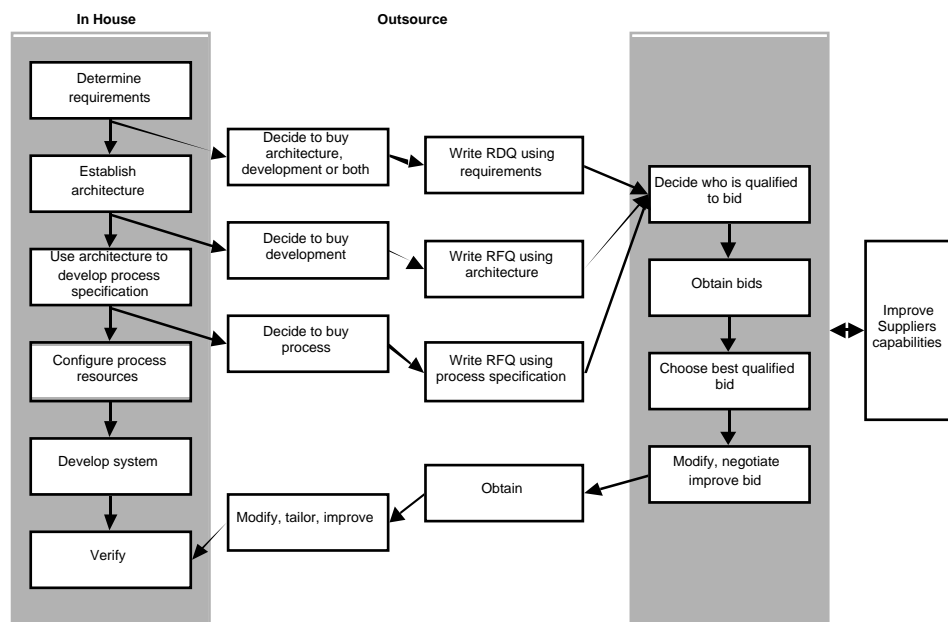 In House
Outsource
Determine
requirements
Establish
architecture
Use architecture to
develop process
specification
Configure process
resources
Develop system
Verify
Decide to buy
architecture,
development or both
Decide to buy
development
Decide to buy
process
Modify, tailor, improve
Write RDQ using
requirements
Write RFQ using
architecture
Write RFQ using
process specification
Obtain
Decide who is qualified
to bid
Obtain bids
Choose best qualified
bid
Modify, negotiate
improve bid
Improve
Suppliers
capabilities